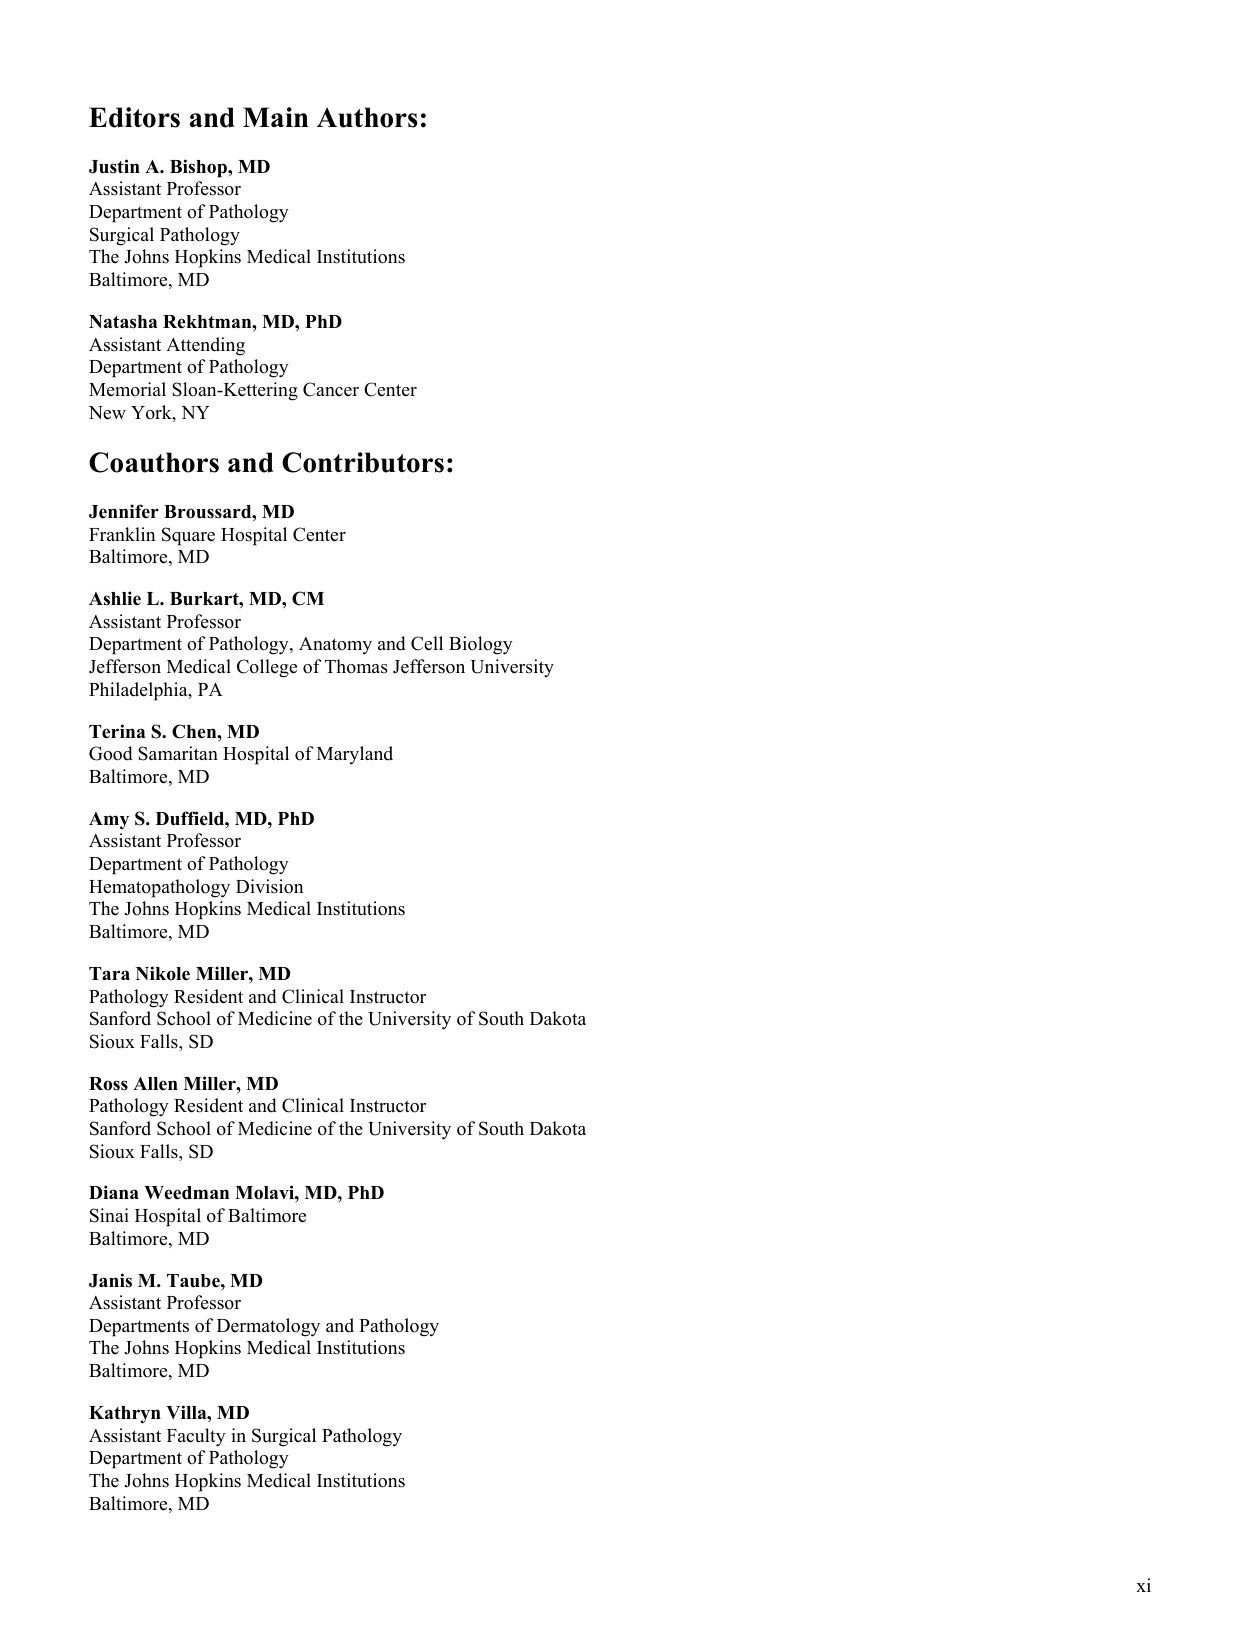 Editors and Main Authors:
Justin A. Bishop, MD
Assistant Professor
Department of Pathology
Surgical Pathology
The Johns Hopkins Medical Institutions
Baltimore, MD
Natasha Rekhtman, MD, PhD
Assistant Attending
Department of Pathology
Memorial Sloan-Kettering Cancer Center
New York, NY
Coauthors and Contributors:
Jennifer Broussard, MD
Franklin Square Hospital Center
Baltimore, MD
Ashlie L. Burkart, MD, CM
Assistant Professor
Department of Pathology, Anatomy and Cell Biology
Jefferson Medical College of Thomas Jefferson University
Philadelphia, PA
Terina S. Chen, MD
Good Samaritan Hospital of Maryland
Baltimore, MD
Amy S. Duffield, MD, PhD
Assistant Professor
Department of Pathology
Hematopathology Division
The Johns Hopkins Medical Institutions
Baltimore, MD
Tara Nikole Miller, MD
Pathology Resident and Clinical Instructor
Sanford School of Medicine of the University of South Dakota
Sioux Falls, SD
Ross Allen Miller, MD
Pathology Resident and Clinical Instructor
Sanford School of Medicine of the University of South Dakota
Sioux Falls, SD
Diana Weedman Molavi, MD, PhD
Sinai Hospital of Baltimore
Baltimore, MD
Janis M. Taube, MD
Assistant Professor
Departments of Dermatology and Pathology
The Johns Hopkins Medical Institutions
Baltimore, MD
Kathryn Villa, MD
Assistant Faculty in Surgical Pathology
Department of Pathology
The Johns Hopkins Medical Institutions
Baltimore, MD
xi